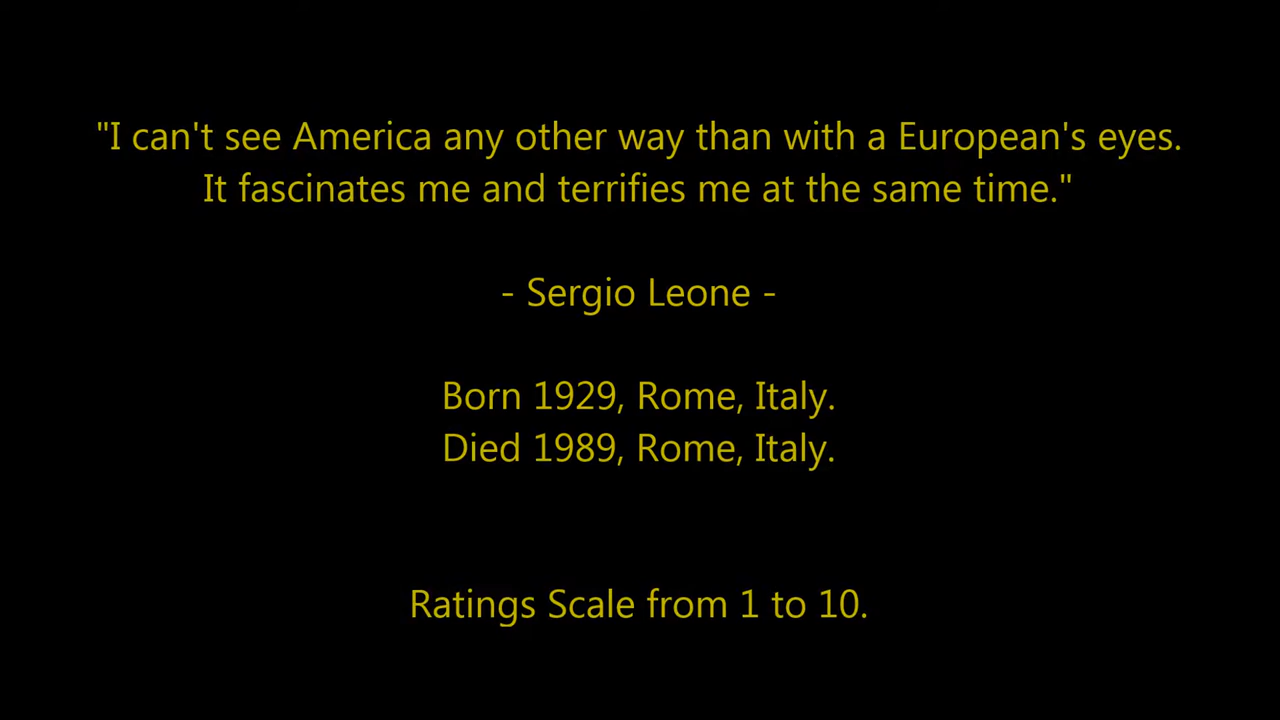 "I can't see America any other way than with a European's eyes.
It fascinates me and terrifies me at the same time."
- Sergio Leone -
Born 1929, Rome, Italy.
Died 1989, Rome, Italy.
Ratings Scale from 1 to 10.